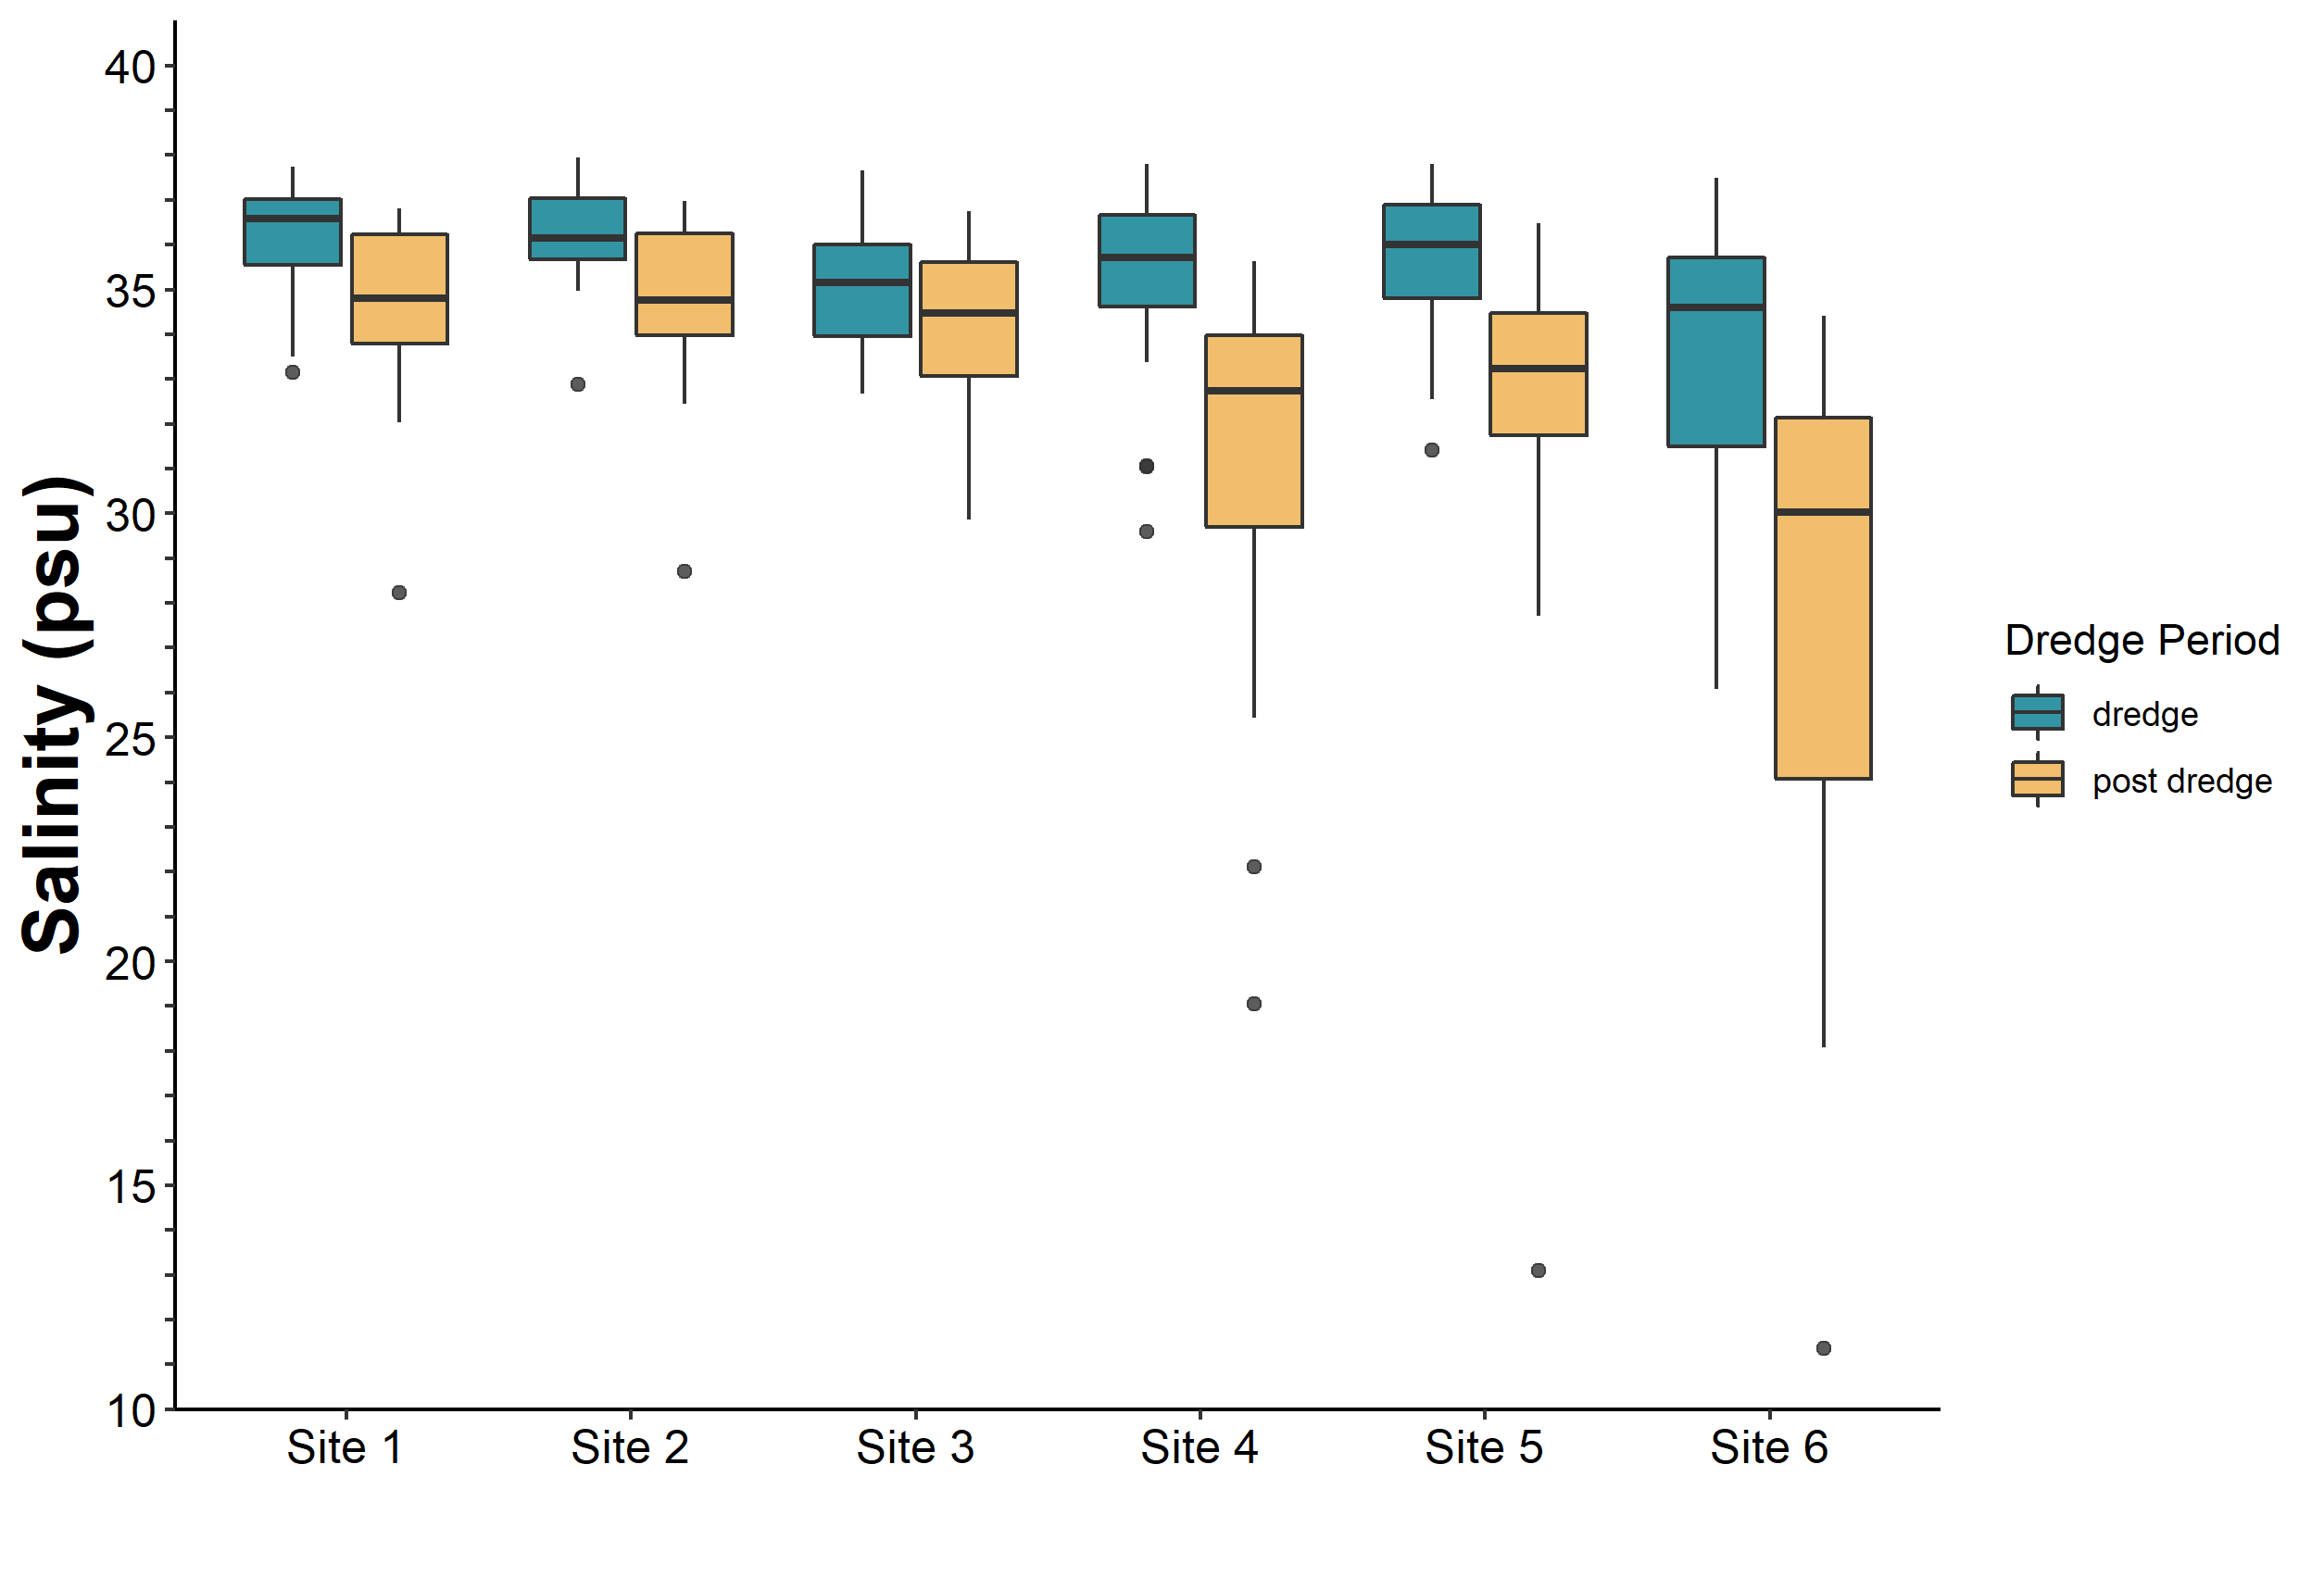 Salinity (psu)
40
35
30
25
20
15
10
Site 1
Site 2
Site 3
Site 4
Site 5
Site 6
Dredge Period
dredge
post dredge